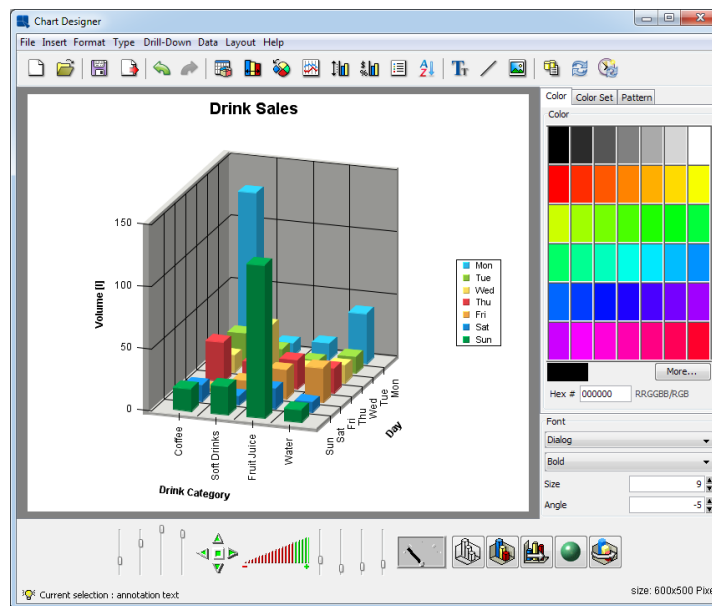 Chart Designer
File Insert Format Type Drill-Down Data Layout Help
Drink Sales
Color Color Set Pattern
Color
150
100
50
0
Volume [l]
Mon
Tue
Wed
Thu
Fri
Sat
Sun
Coffee
Soft Drinks
Fruit Juice
Water
Sun
Sat
Fri
Thu
Wed
Tue
Mon
Drink Category
Day
More...
Hex # 000000 RRGGBB/RGB
Font
Dialog
Bold
Size 9
Angle -5
Current selection : annotation text
size: 600x500 Pixe